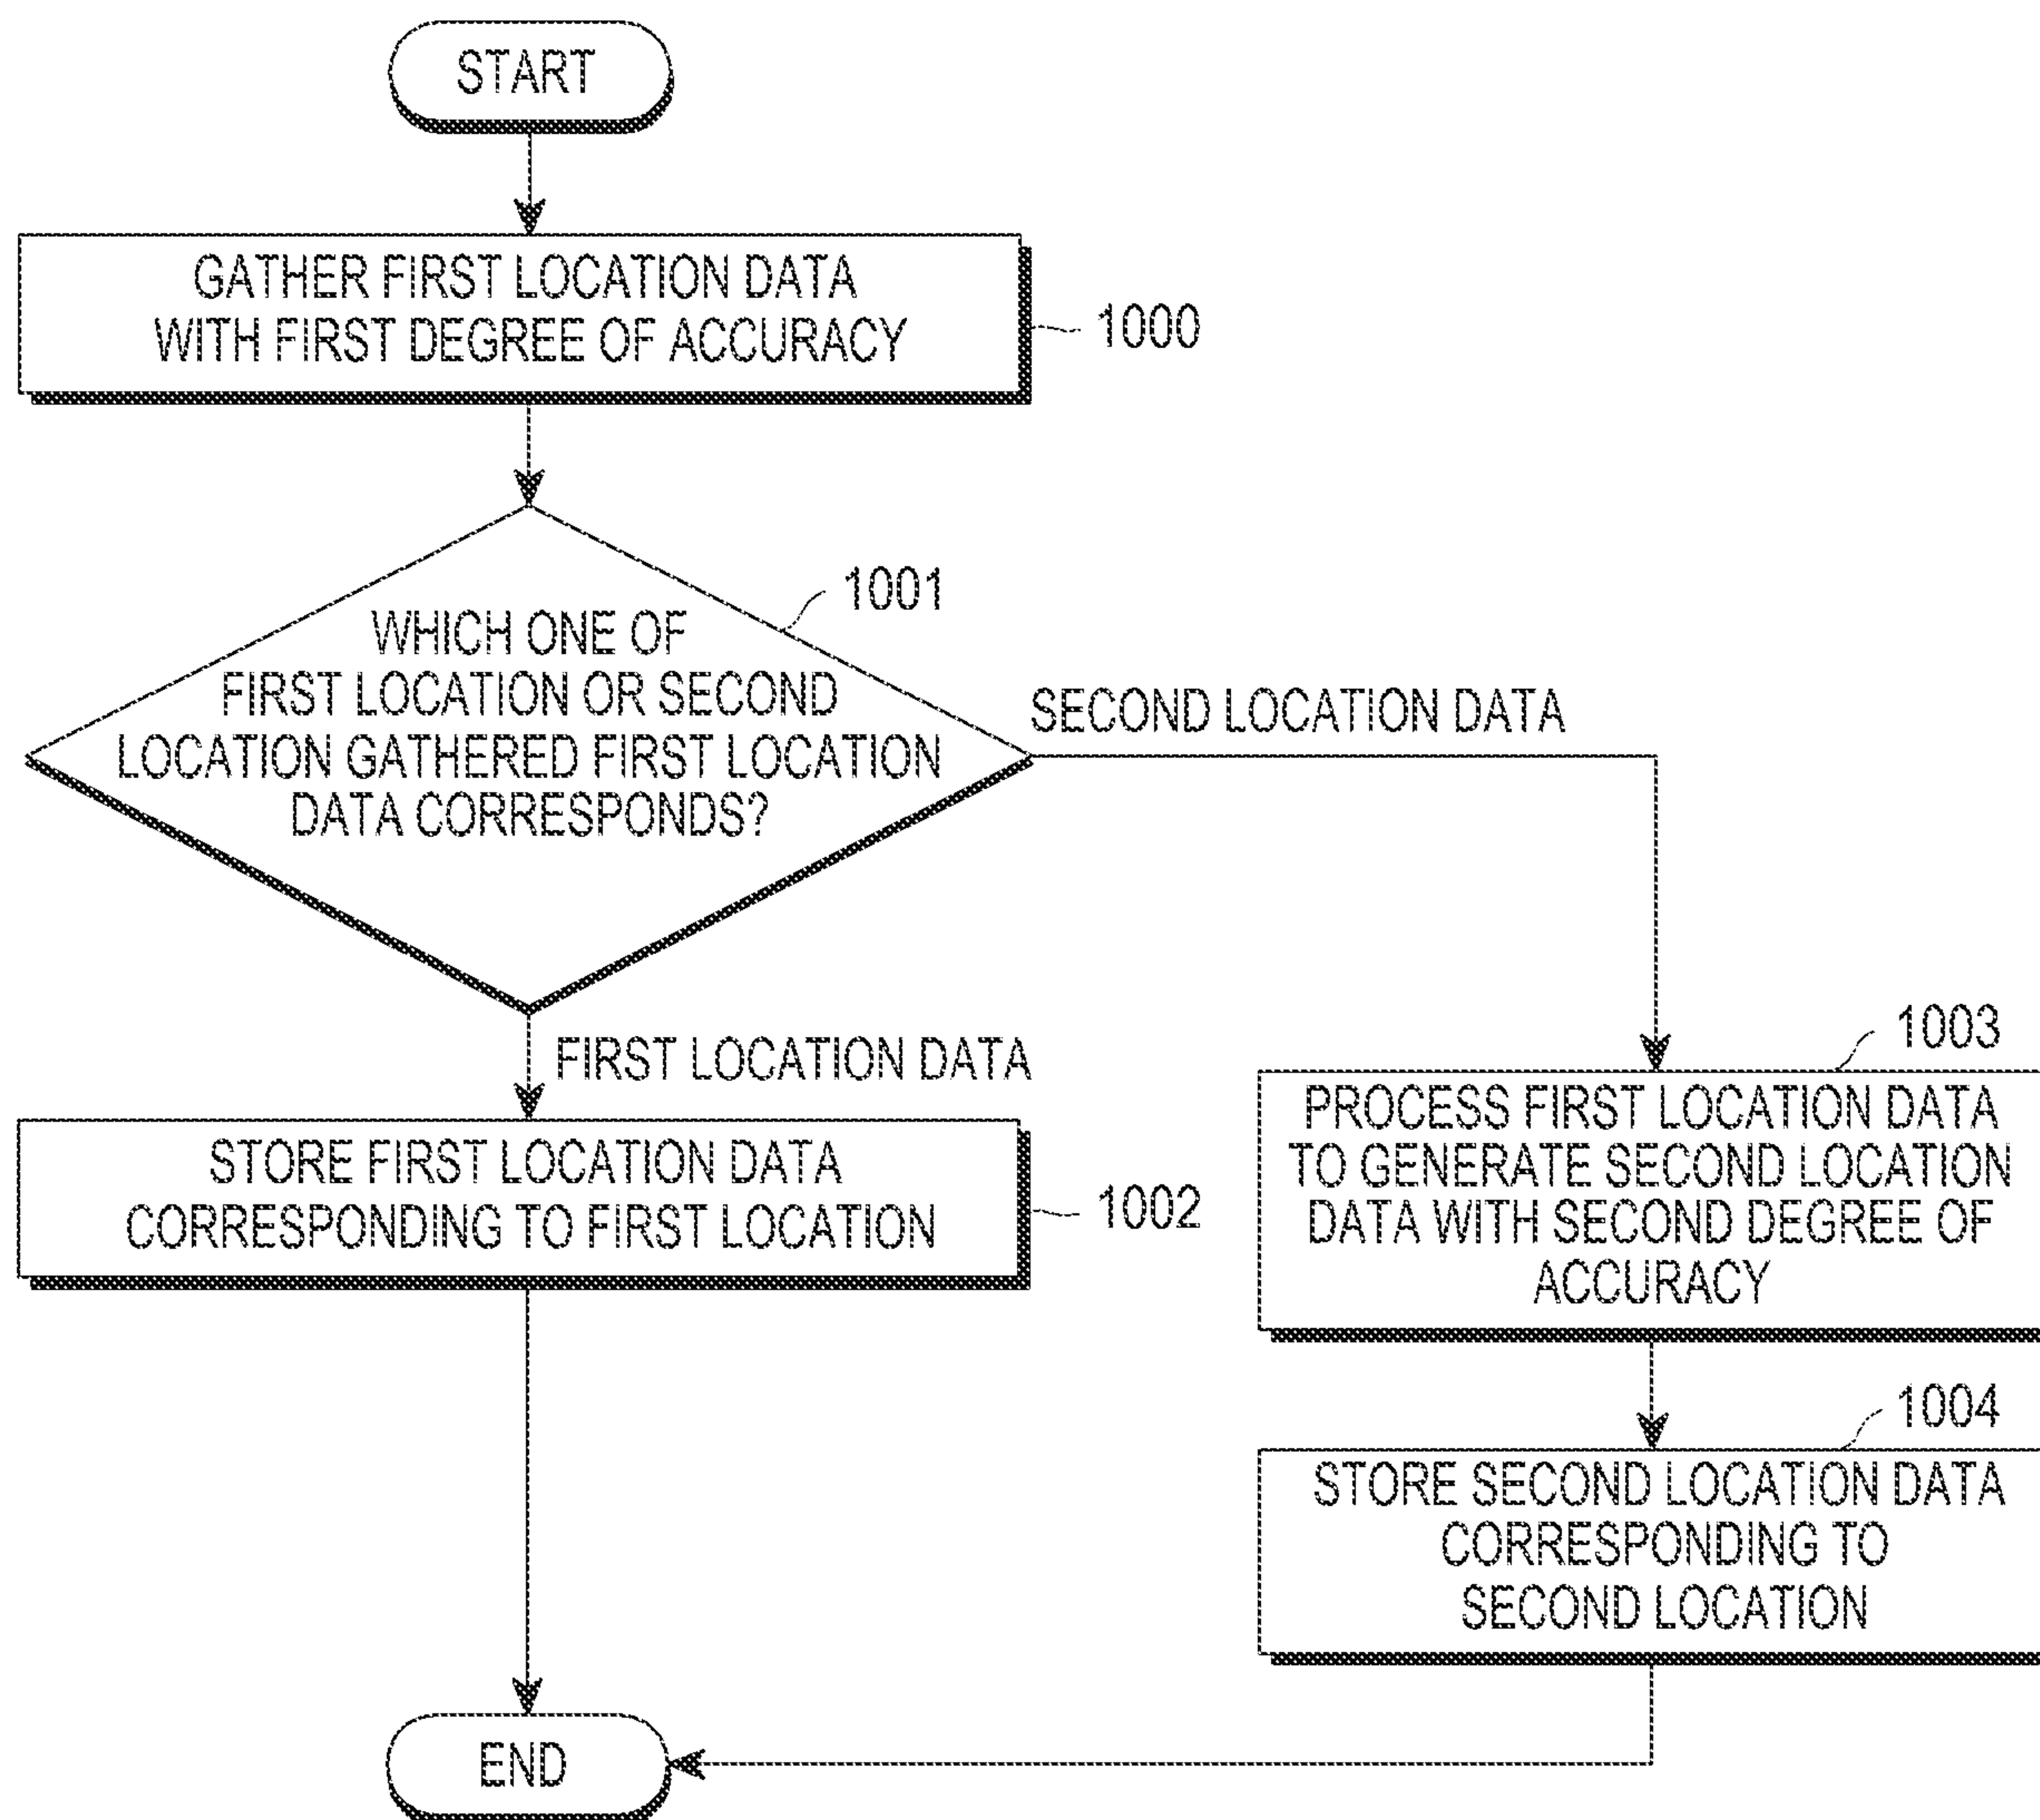 START
GATHER FIRST LOCATION DATA
WITH FIRST DEGREE OF ACCURACY
1000
1001
WHICH ONE OF
FIRST LOCATION OR SECOND
LOCATION GATHERED FIRST LOCATION
DATA CORRESPONDS?
SECOND LOCATION DATA
FIRST LOCATION DATA
STORE FIRST LOCATION DATA
CORRESPONDING TO FIRST LOCATION
1002
1003
PROCESS FIRST LOCATION DATA
TO GENERATE SECOND LOCATION
DATA WITH SECOND DEGREE OF
ACCURACY
1004
STORE SECOND LOCATION DATA
CORRESPONDING TO
SECOND LOCATION
END